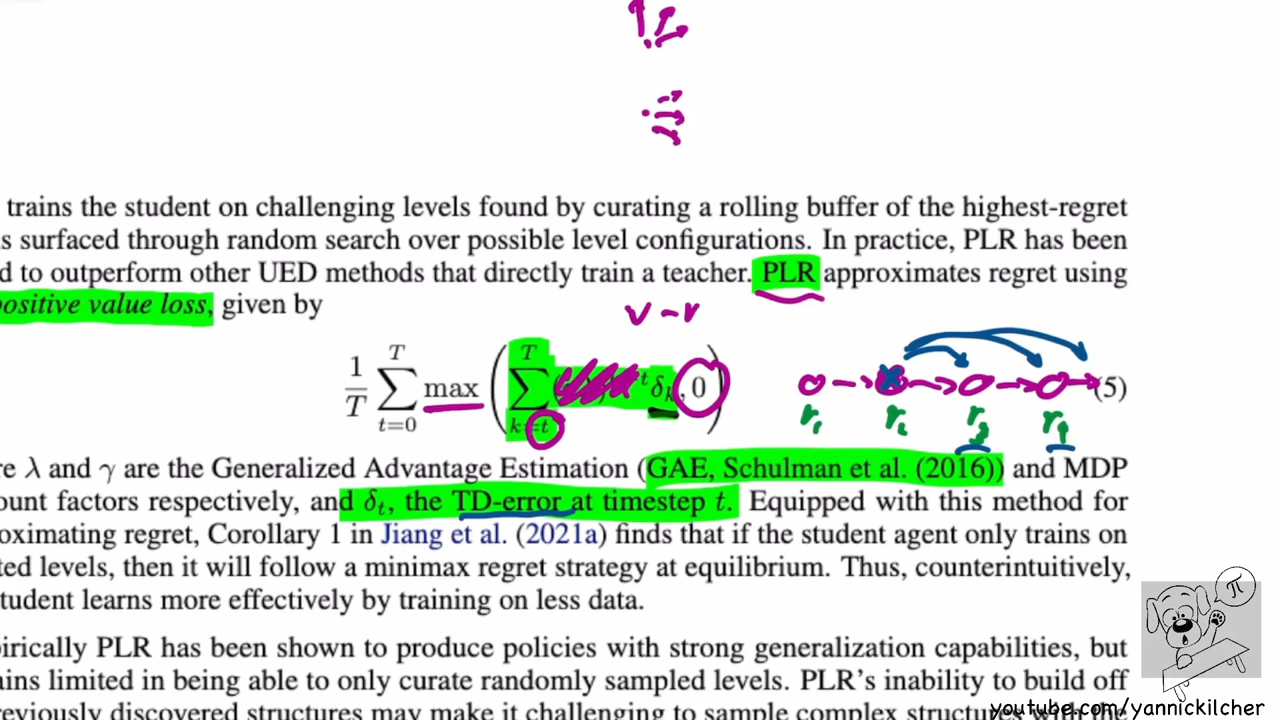 trains the student on challenging levels found by curating a rolling buffer of the highest-regret
s surfaced through random search over possible level configurations. In practice, PLR has been
d to outperform other UED methods that directly train a teacher. PLR approximates regret using
ositive value loss, given by
v - r
1/T ∑ T t=0 max ( ∑ T k=t t δk, 0 ) (5)
r1 r2 r3 r4
re λ and γ are the Generalized Advantage Estimation (GAE, Schulman et al. (2016)) and MDP
ount factors respectively, and δt, the TD-error at timestep t. Equipped with this method for
oximating regret, Corollary 1 in Jiang et al. (2021a) finds that if the student agent only trains on
ted levels, then it will follow a minimax regret strategy at equilibrium. Thus, counterintuitively,
tudent learns more effectively by training on less data.
π
pirically PLR has been shown to produce policies with strong generalization capabilities, but
ains limited in being able to only curate randomly sampled levels. PLR's inability to build off
reviously discovered structures may make it challenging to sample complex structures
youtube.com/yannickilcher